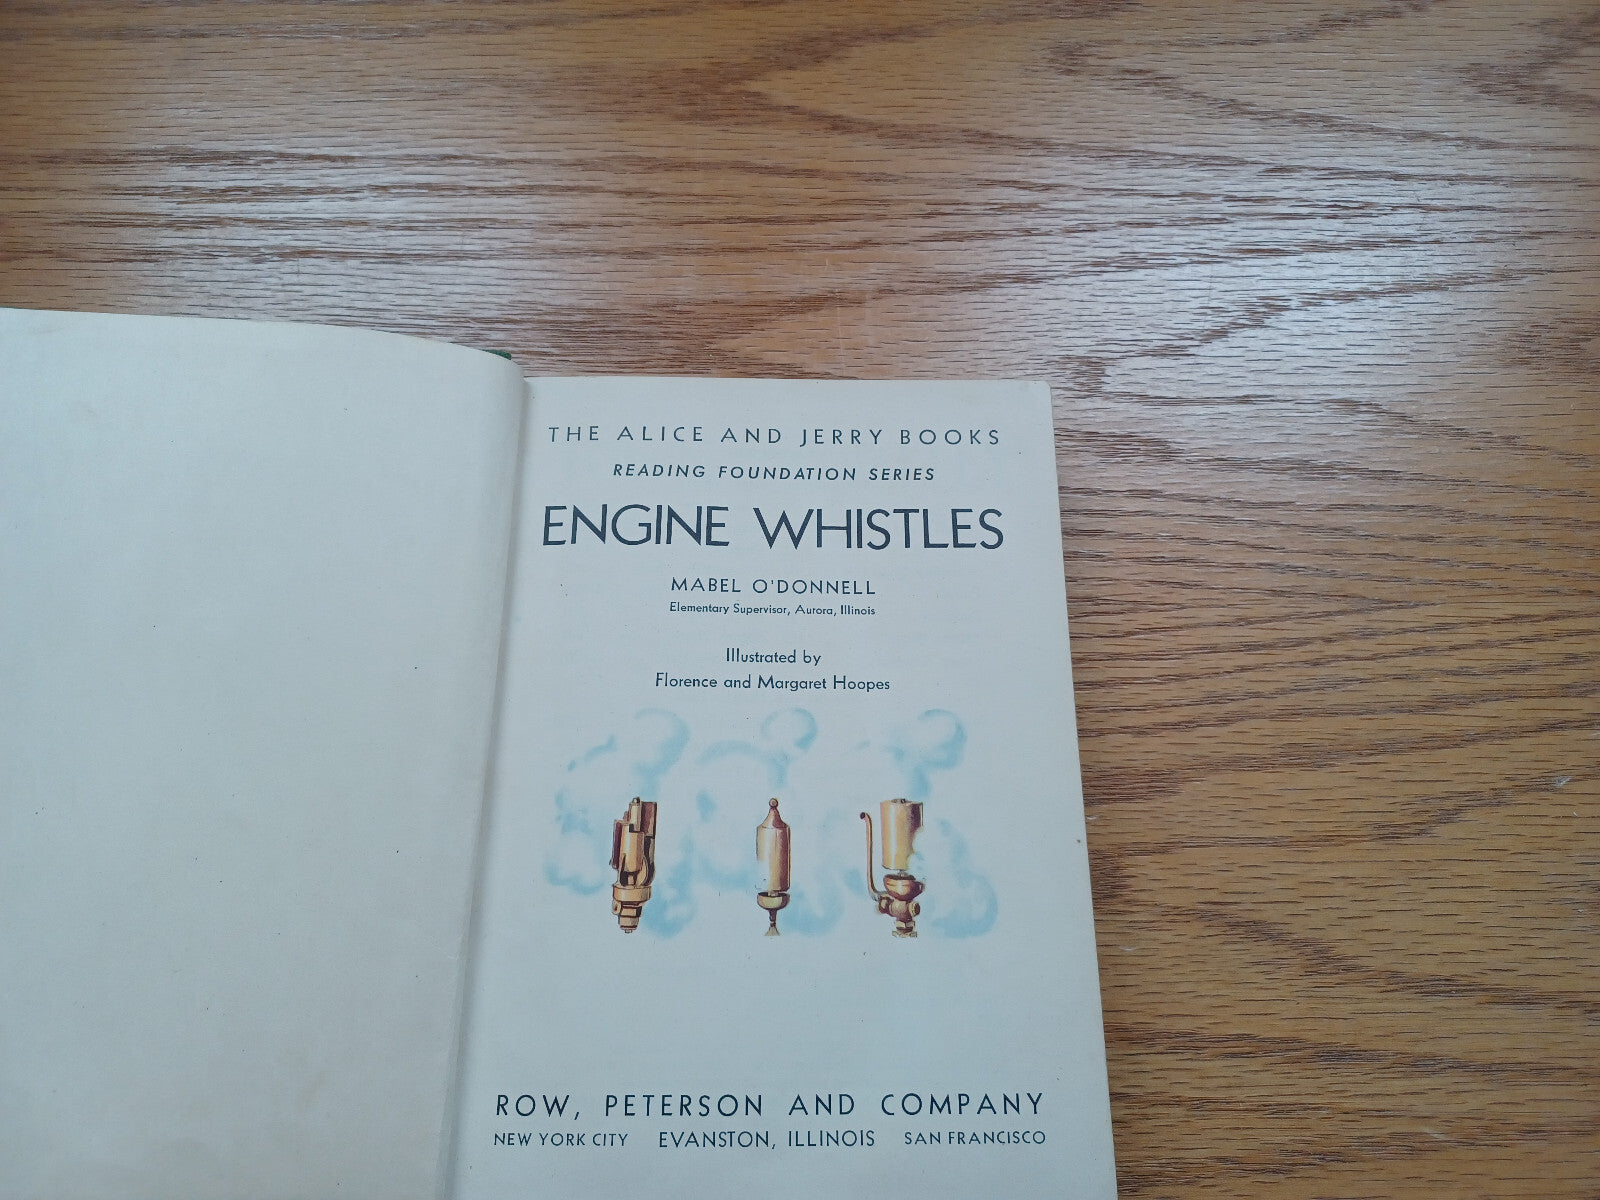 THE ALICE AND JERRY BOOKS
READING FOUNDATION SERIES
ENGINE WHISTLES
MABEL O'DONNELL
Elementary Supervisor, Aurora, Illinois
Illustrated by
Florence and Margaret Hoopes
ROW, PETERSON AND COMPANY
NEW YORK CITY EVANSTON, ILLINOIS SAN FRANCISCO